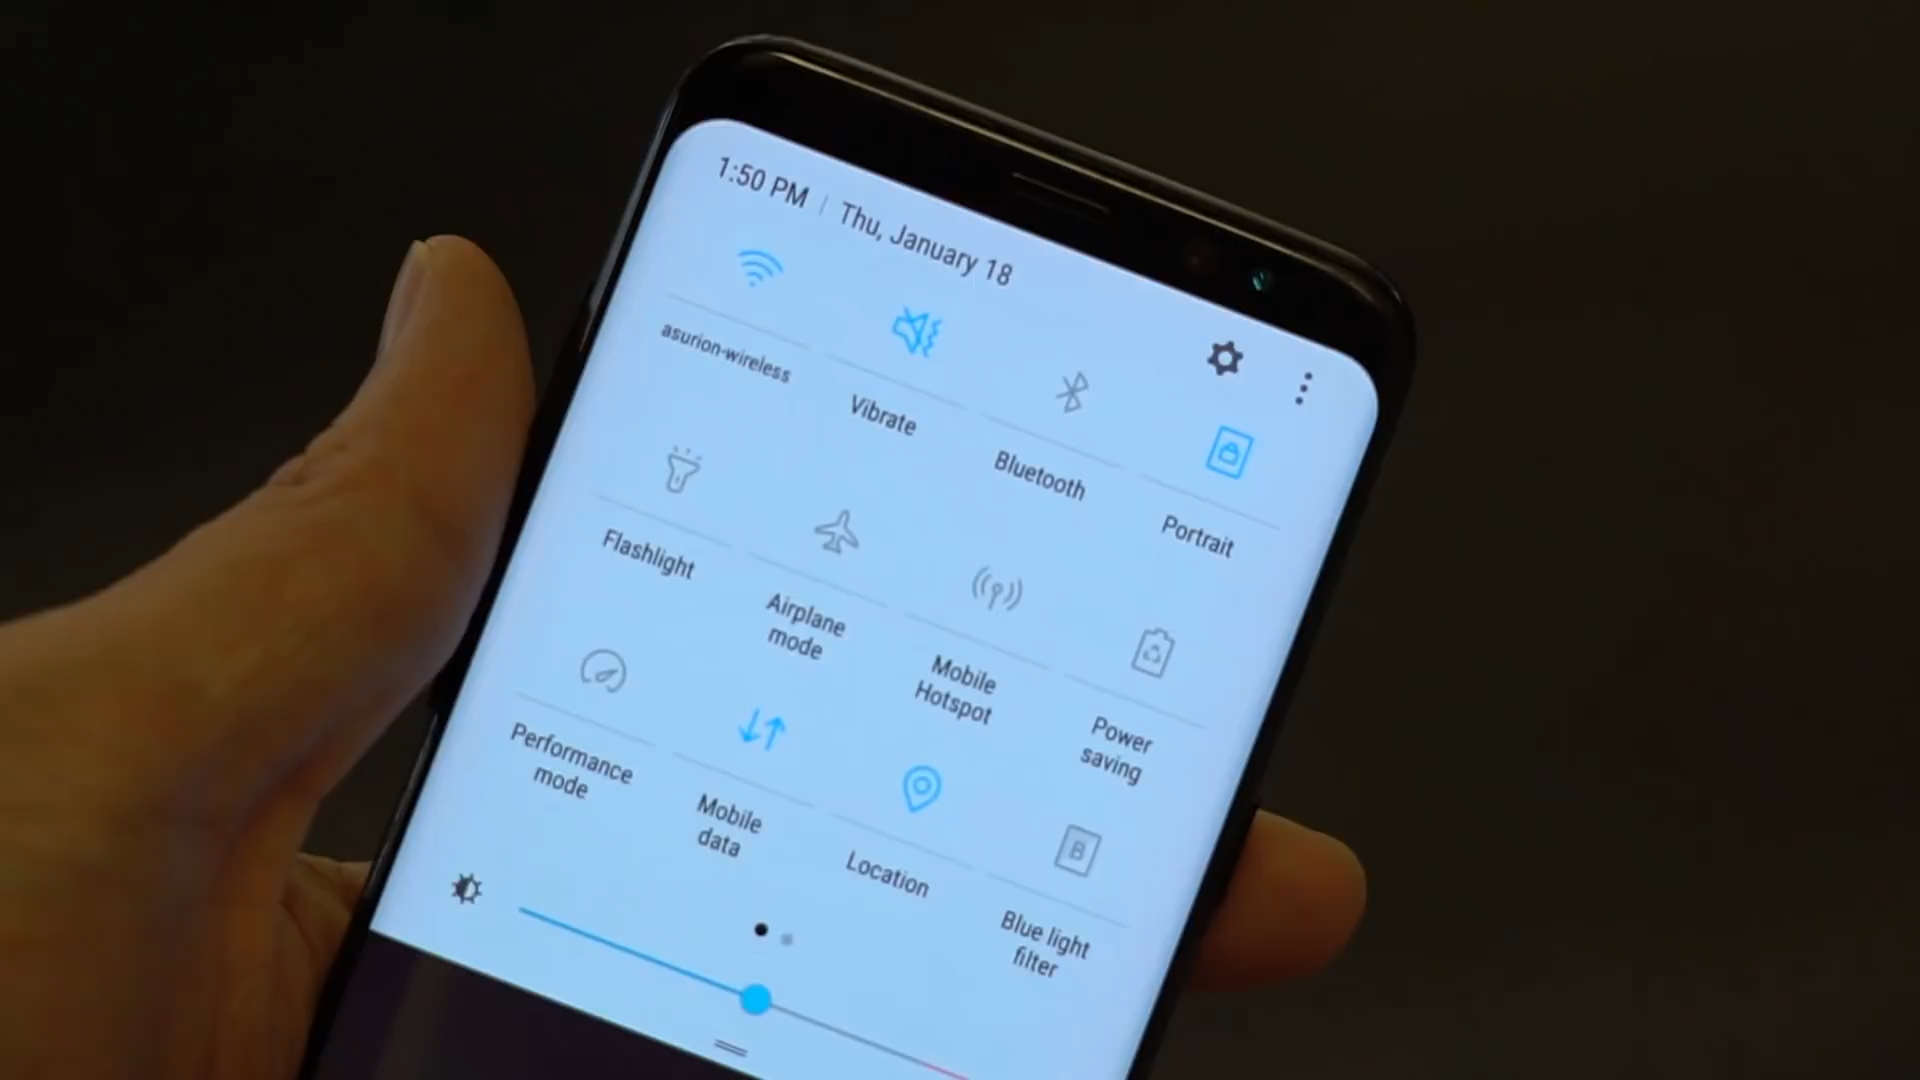 1:50 PM | Thu, January 18
asurion-wireless
Vibrate
Bluetooth
Portrait
Flashlight
Airplane
mode
Mobile
Hotspot
Power
saving
Performance
mode
Mobile
data
Location
B
Blue light
filter